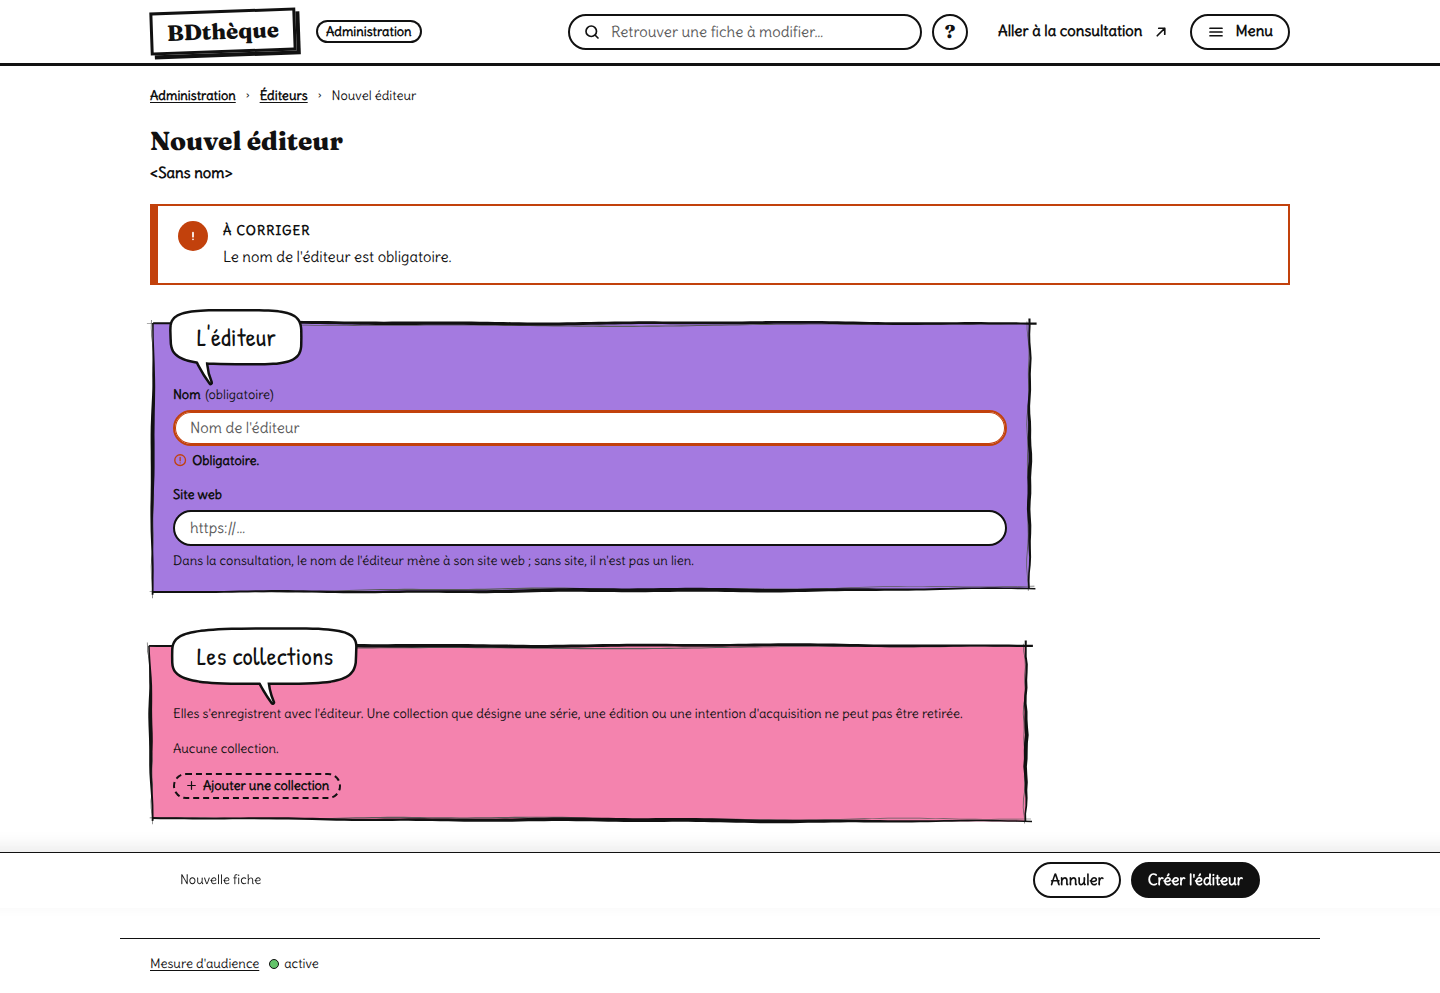 BDthèque
Administration
Retrouver une fiche à modifier...
?
Aller à la consultation
Menu
Administration › Éditeurs › Nouvel éditeur
Nouvel éditeur
<Sans nom>
!
À CORRIGER
Le nom de l'éditeur est obligatoire.
L'éditeur
Nom (obligatoire)
Nom de l'éditeur
Obligatoire.
Site web
https://...
Dans la consultation, le nom de l'éditeur mène à son site web ; sans site, il n'est pas un lien.
Les collections
Elles s'enregistrent avec l'éditeur. Une collection que désigne une série, une édition ou une intention d'acquisition ne peut pas être retirée.
Aucune collection.
+ Ajouter une collection
Nouvelle fiche
Annuler
Créer l'éditeur
Mesure d'audience
active